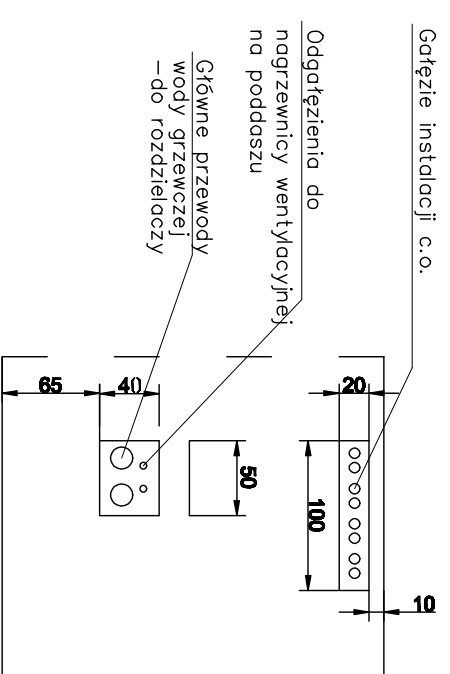 Gałęzie instalacji c.o.
Odgałęzienia do
nagrzewnicy wentylacyjnej
na poddaszu
Główne przewody
wody grzewczej
-do rozdzielaczy
65
40
20
50
100
10